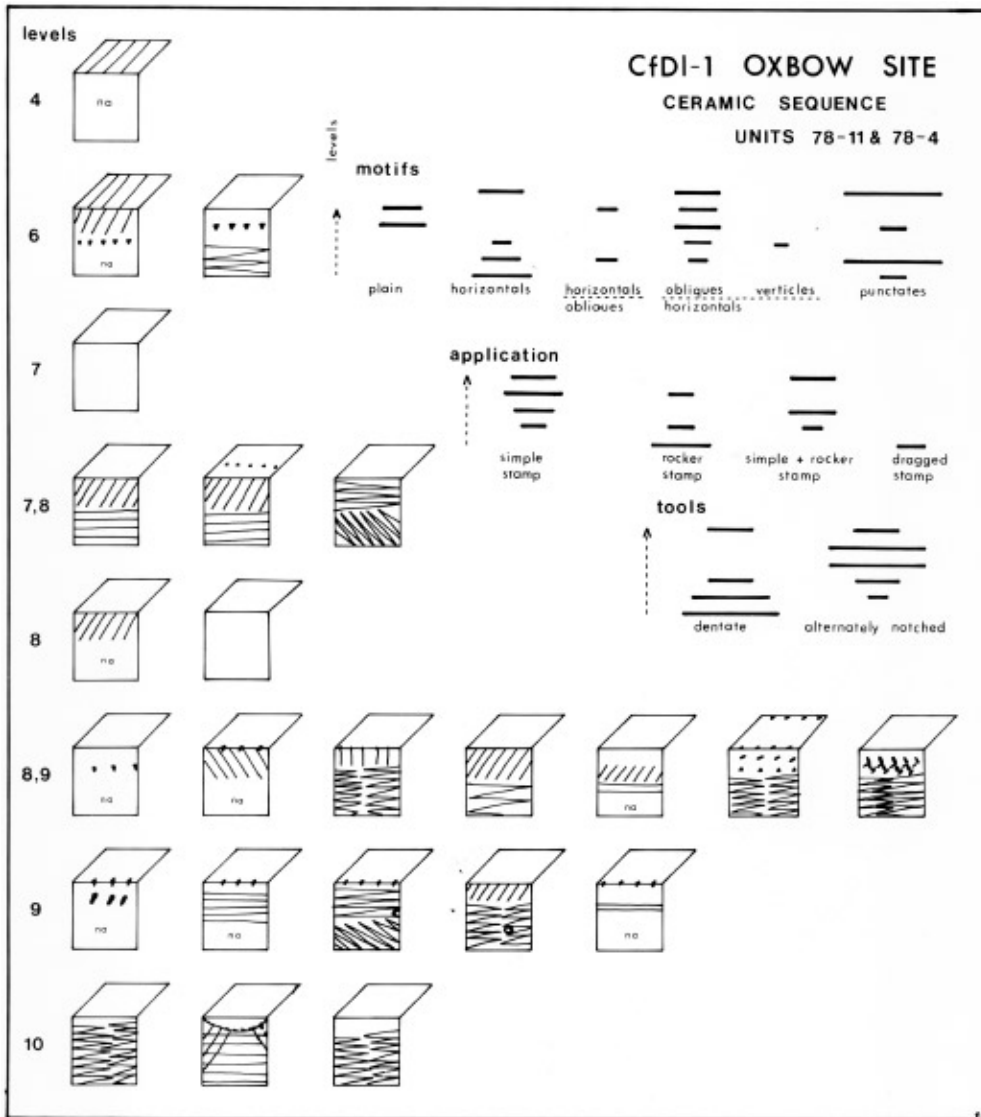 levels
CfDl-1 OXBOW SITE
CERAMIC SEQUENCE
UNITS 78-11 & 78-4
4
na
levels
motifs
6
na
plain
horizontals
horizontals
obliques
obliques
horizontals
verticles
punctates
7
application
simple
stamp
rocker
stamp
simple + rocker
stamp
dragged
stamp
7,8
tools
dentate
alternately notched
8
na
8,9
na
na
na
9
na
na
na
10